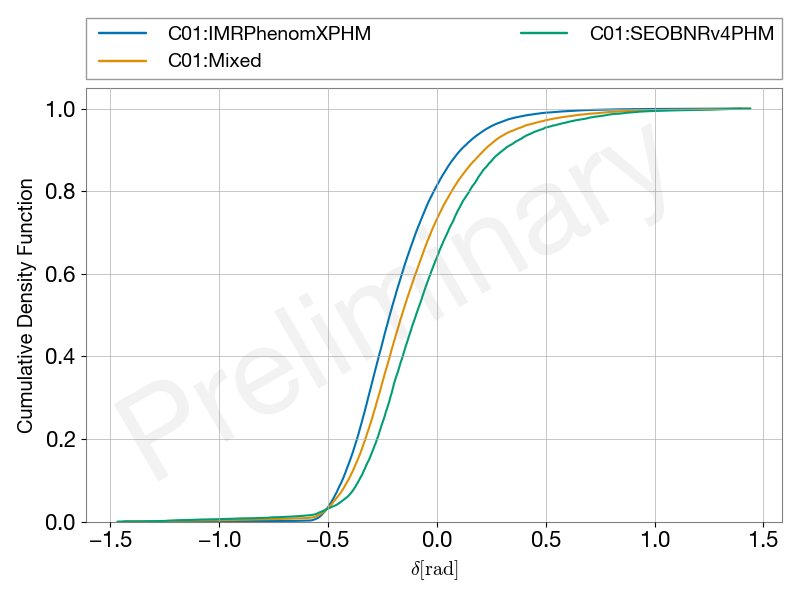 C01:IMRPhenomXPHM
C01:Mixed
C01:SEOBNRv4PHM
Cumulative Density Function
1.0
0.8
0.6
0.4
0.2
0.0
−1.5 −1.0 −0.5 0.0 0.5 1.0 1.5
δ[rad]
Preliminary